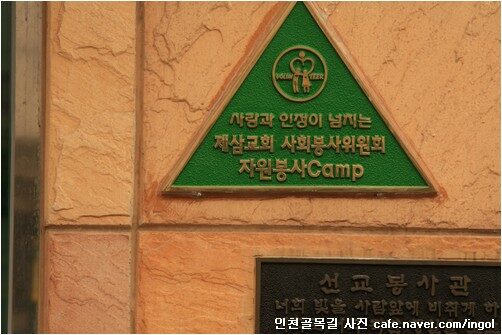 VOLUNTEER
사랑과 인정이 넘치는
제삼교회 사회봉사위원회
자원봉사Camp
선교봉사관
너희 빛을 사람앞에 비취게 하
인천골목길 사진 cafe.naver.com/ingol